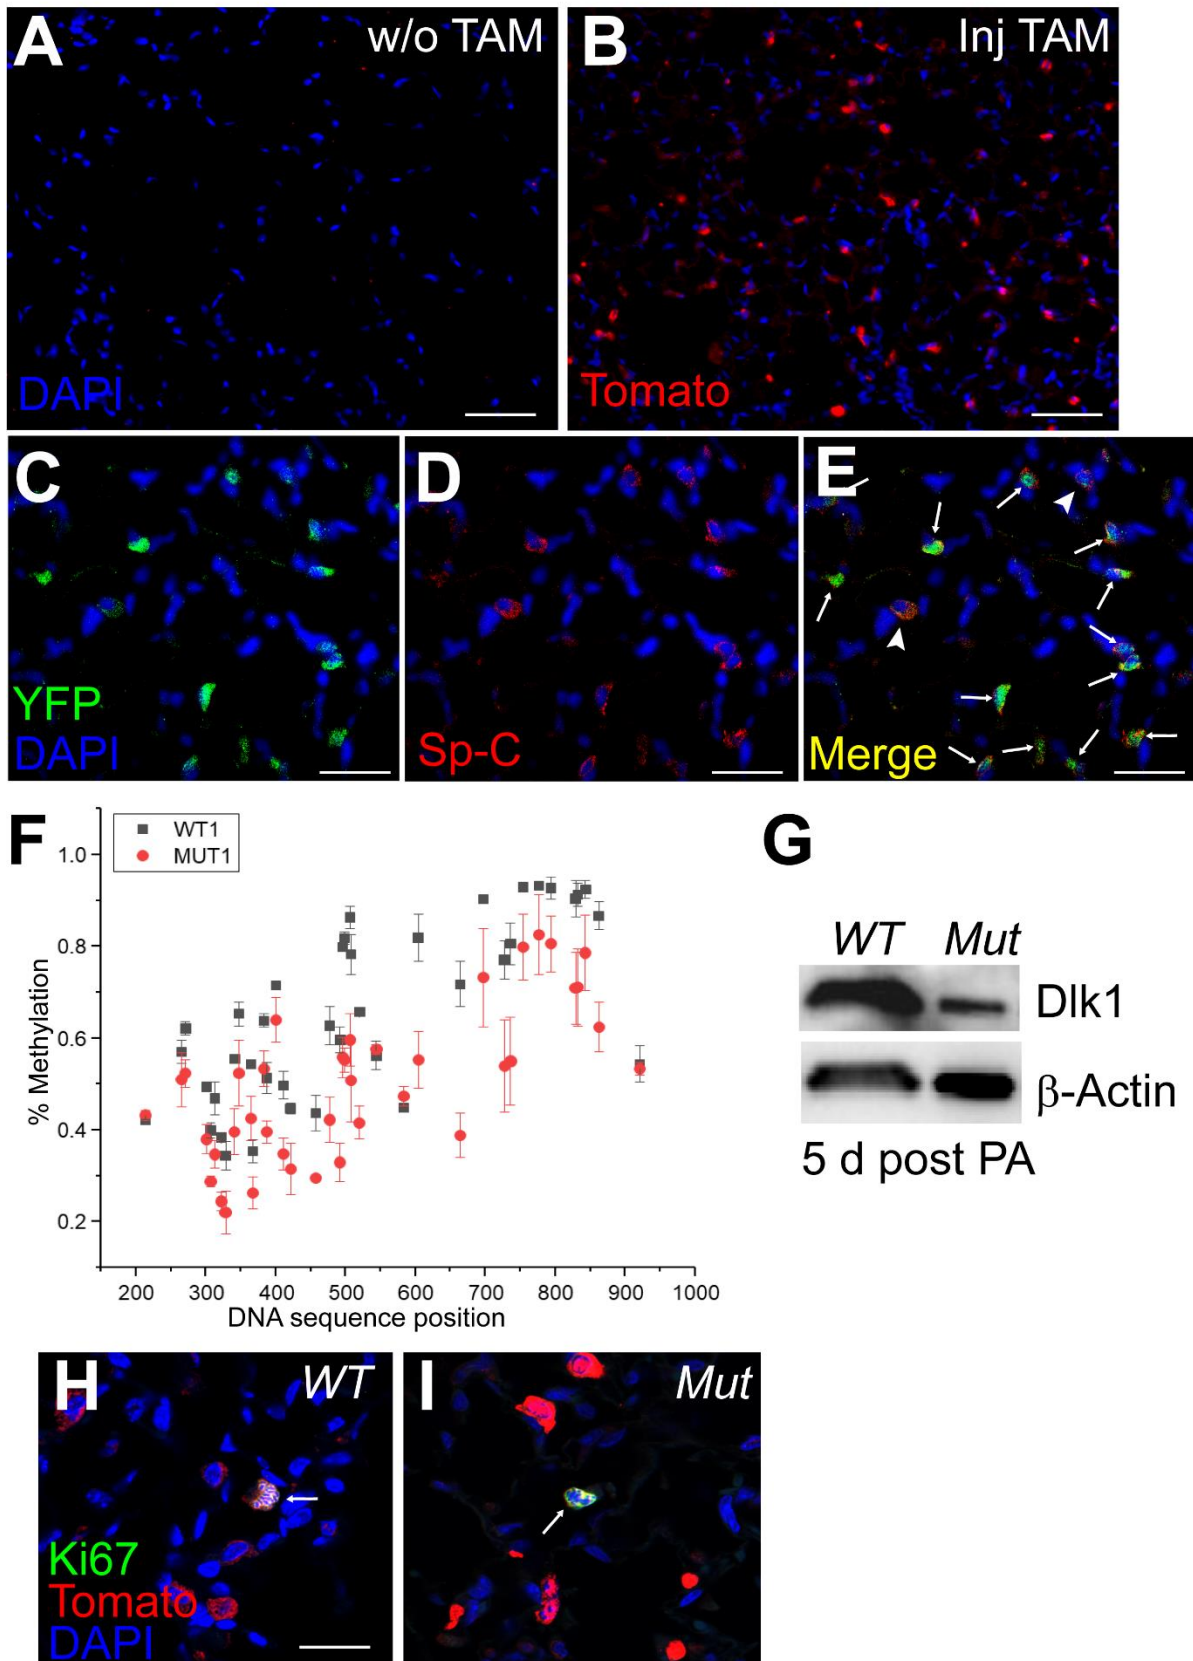 A
w/o TAM
DAPI
B
Inj TAM
Tomato
C
YFP
DAPI
D
Sp-C
E
Merge
F
WT1
MUT1
% Methylation
1.0
0.8
0.6
0.4
0.2
200 300 400 500 600 700 800 900 1000
DNA sequence position
G
WT Mut
Dlk1
β-Actin
5 d post PA
H
WT
Ki67
Tomato
DAPI
I
Mut